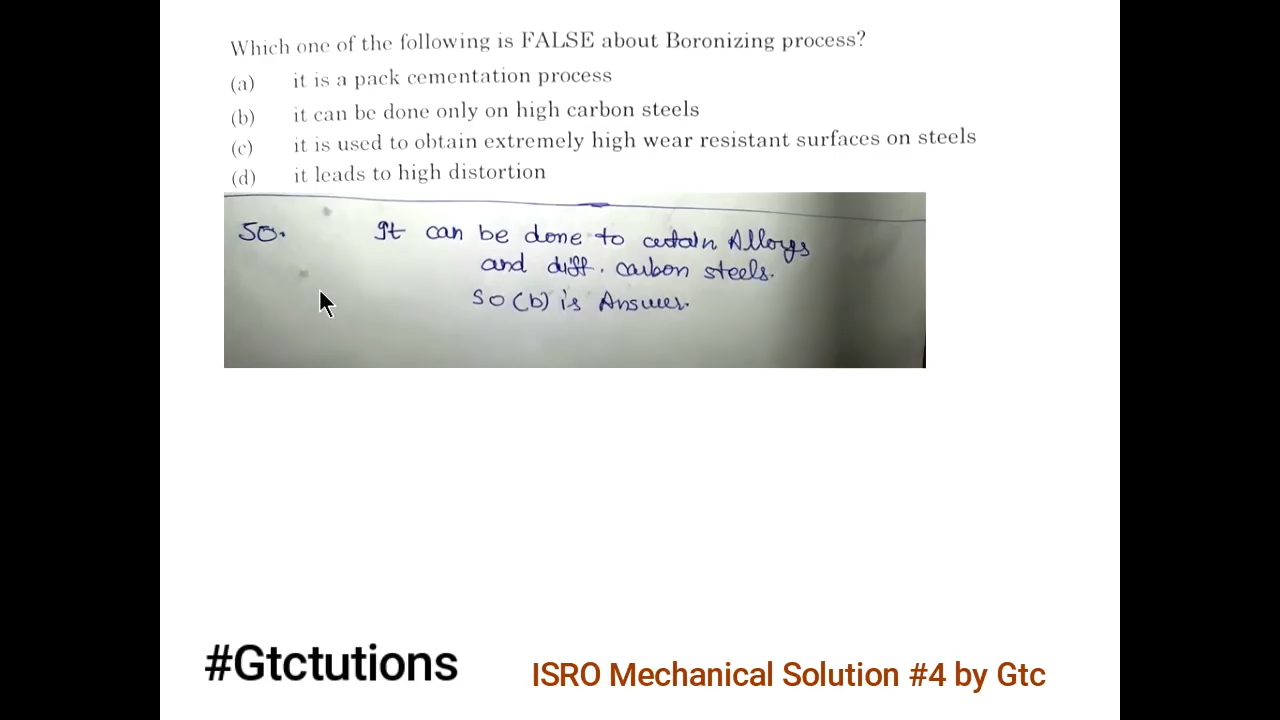 Which one of the following is FALSE about Boronizing process?
(a) it is a pack cementation process
(b) it can be done only on high carbon steels
(c) it is used to obtain extremely high wear resistant surfaces on steels
(d) it leads to high distortion
50. It can be done to certain Alloys
and diff. carbon steels.
So (b) is Answer.
#Gtctutions
ISRO Mechanical Solution #4 by Gtc